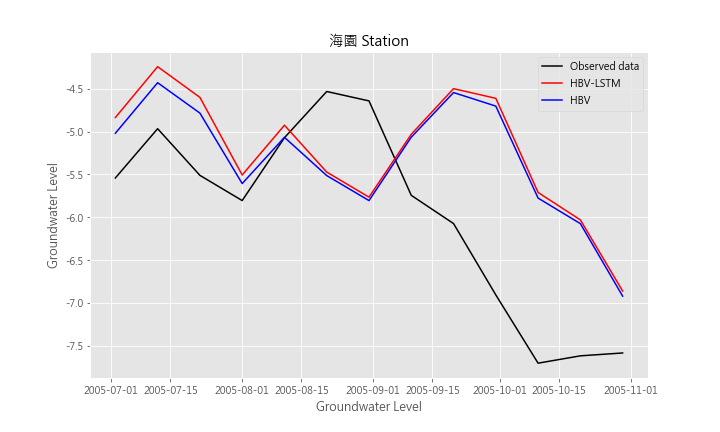 海園 Station
Observed data
HBV-LSTM
HBV
Groundwater Level
-4.5
-5.0
-5.5
-6.0
-6.5
-7.0
-7.5
2005-07-01 2005-07-15 2005-08-01 2005-08-15 2005-09-01 2005-09-15 2005-10-01 2005-10-15 2005-11-01
Groundwater Level